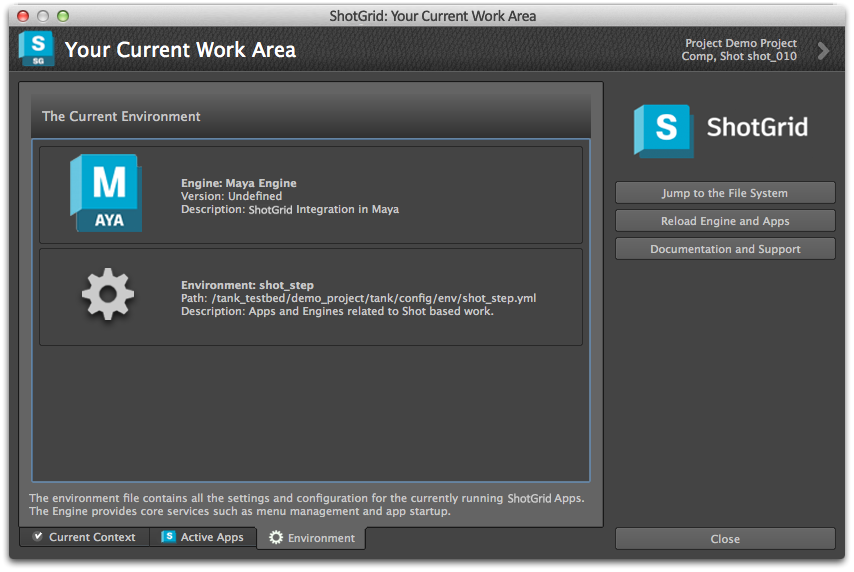 ShotGrid: Your Current Work Area
S
SG
Your Current Work Area
Project Demo Project
Comp, Shot shot_010
The Current Environment
M
AYA
Engine: Maya Engine
Version: Undefined
Description: ShotGrid Integration in Maya
Environment: shot_step
Path: /tank_testbed/demo_project/tank/config/env/shot_step.yml
Description: Apps and Engines related to Shot based work.
The environment file contains all the settings and configuration for the currently running ShotGrid Apps.
The Engine provides core services such as menu management and app startup.
Current Context
S Active Apps
Environment
S ShotGrid
Jump to the File System
Reload Engine and Apps
Documentation and Support
Close